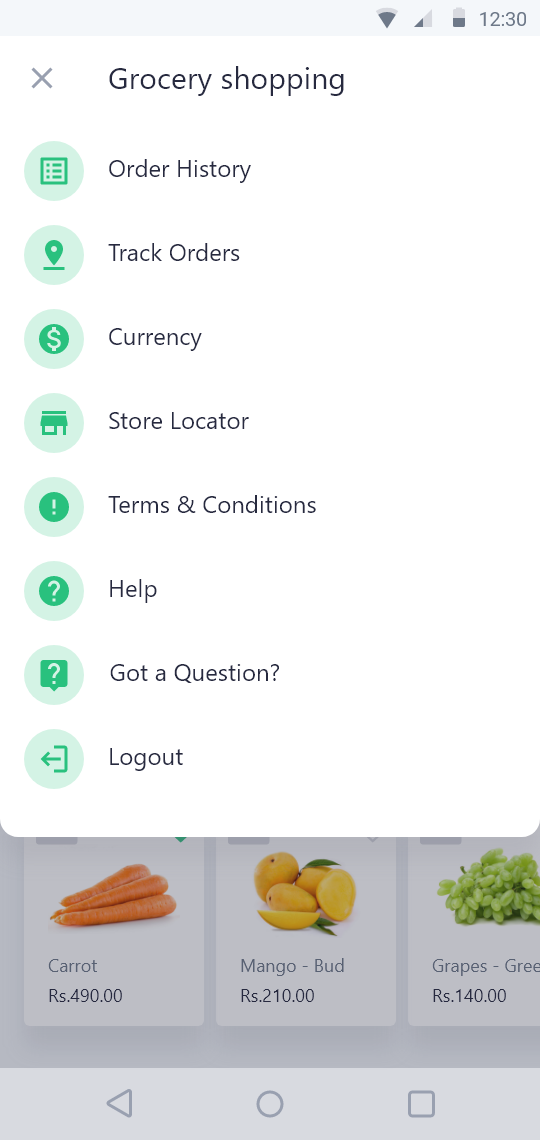 12:30
Grocery shopping
Order History
Track Orders
Currency
Store Locator
Terms & Conditions
Help
Got a Question?
Logout
Carrot
Rs.490.00
Mango - Bud
Rs.210.00
Grapes - Gree
Rs.140.00